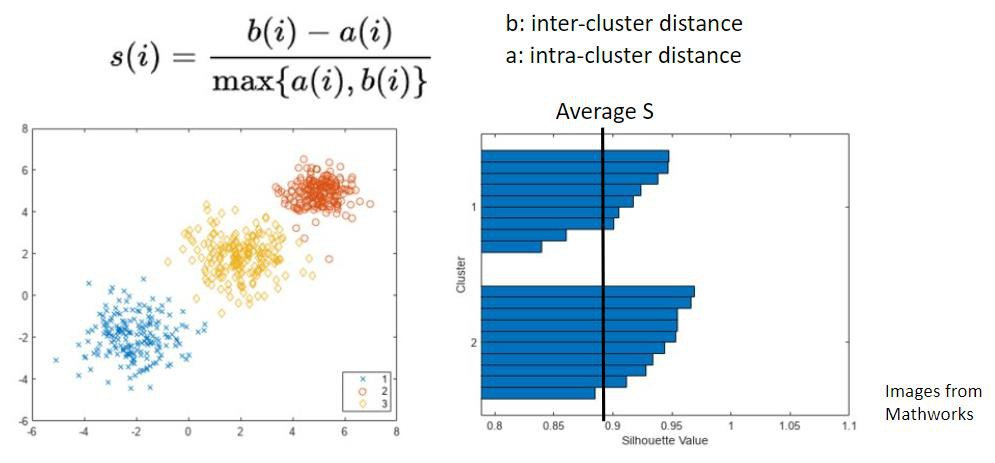 s(i) = b(i) − a(i) / max{a(i), b(i)}
b: inter-cluster distance
a: intra-cluster distance
Average S
8
6
4
2
0
-2
-4
-6
-6 -4 -2 0 2 4 6 8
1
2
3
Cluster
1
2
0.8 0.85 0.9 0.95 1 1.05 1.1
Silhouette Value
Images from
Mathworks